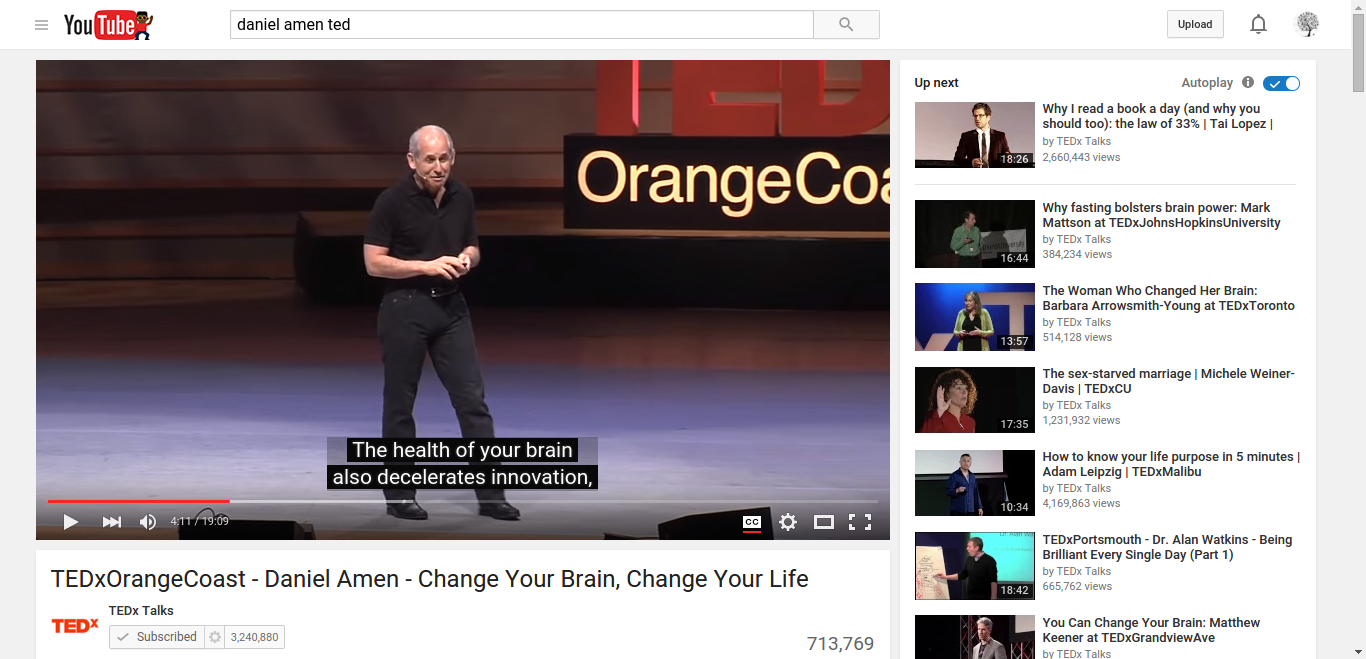 YouTube
daniel amen ted
Upload
TED
OrangeCoa
The health of your brain
also decelerates innovation,
4:11 / 19:09
CC
TEDxOrangeCoast - Daniel Amen - Change Your Brain, Change Your Life
TEDx
TEDx Talks
Subscribed
3,240,880
713,769
Up next
Autoplay
18:26
Why I read a book a day (and why you
should too): the law of 33% | Tai Lopez |
by TEDx Talks
2,660,443 views
16:44
Why fasting bolsters brain power: Mark
Mattson at TEDxJohnsHopkinsUniversity
by TEDx Talks
384,234 views
13:57
The Woman Who Changed Her Brain:
Barbara Arrowsmith-Young at TEDxToronto
by TEDx Talks
514,128 views
17:35
The sex-starved marriage | Michele Weiner-
Davis | TEDxCU
by TEDx Talks
1,231,932 views
10:34
How to know your life purpose in 5 minutes |
Adam Leipzig | TEDxMalibu
by TEDx Talks
4,169,863 views
18:42
TEDxPortsmouth - Dr. Alan Watkins - Being
Brilliant Every Single Day (Part 1)
by TEDx Talks
665,762 views
You Can Change Your Brain: Matthew
Keener at TEDxGrandviewAve
by TEDx Talks